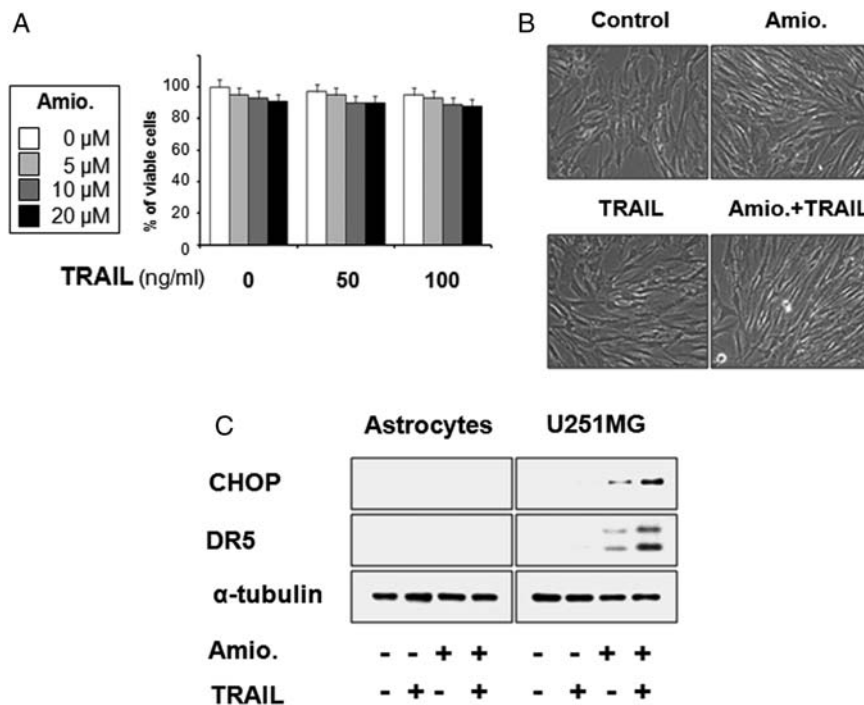 A
Amio.
0 µM
5 µM
10 µM
20 µM
% of viable cells
100
80
60
40
20
0
TRAIL (ng/ml)
0 50 100
B
Control Amio.
TRAIL Amio.+TRAIL
C
Astrocytes U251MG
CHOP
DR5
α-tubulin
Amio. - - + + - - + +
TRAIL - + + - + +